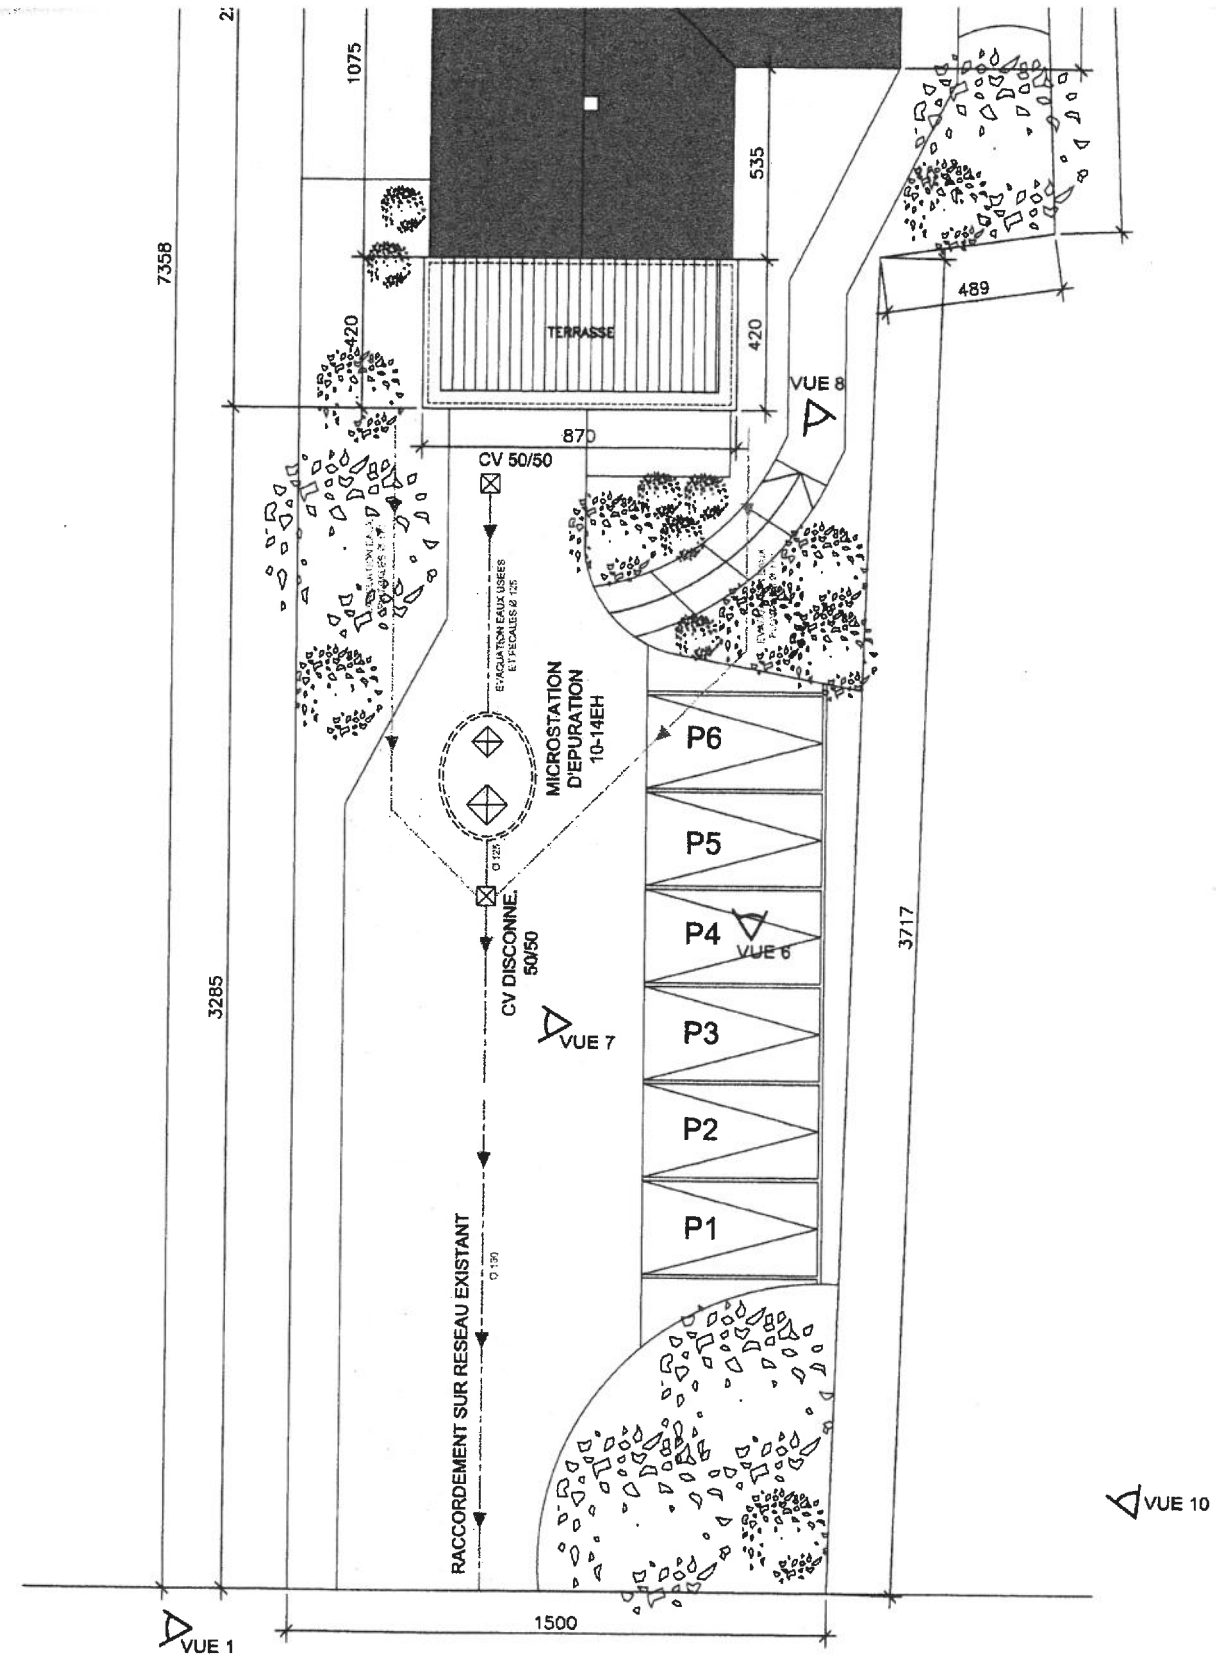 1075
535
7358
489
420
TERRASSE
420
VUE 8
870
CV 50/50
EVAQUATION EAUX USEES
ET FECALES Ø 125
MICROSTATION
D'EPURATION
10-14EH
P6
P5
Ø 125
P4
VUE 6
CV DISCONNE.
50/50
3717
3285
VUE 7
P3
P2
P1
RACCORDEMENT SUR RESEAU EXISTANT
VUE 10
1500
VUE 1